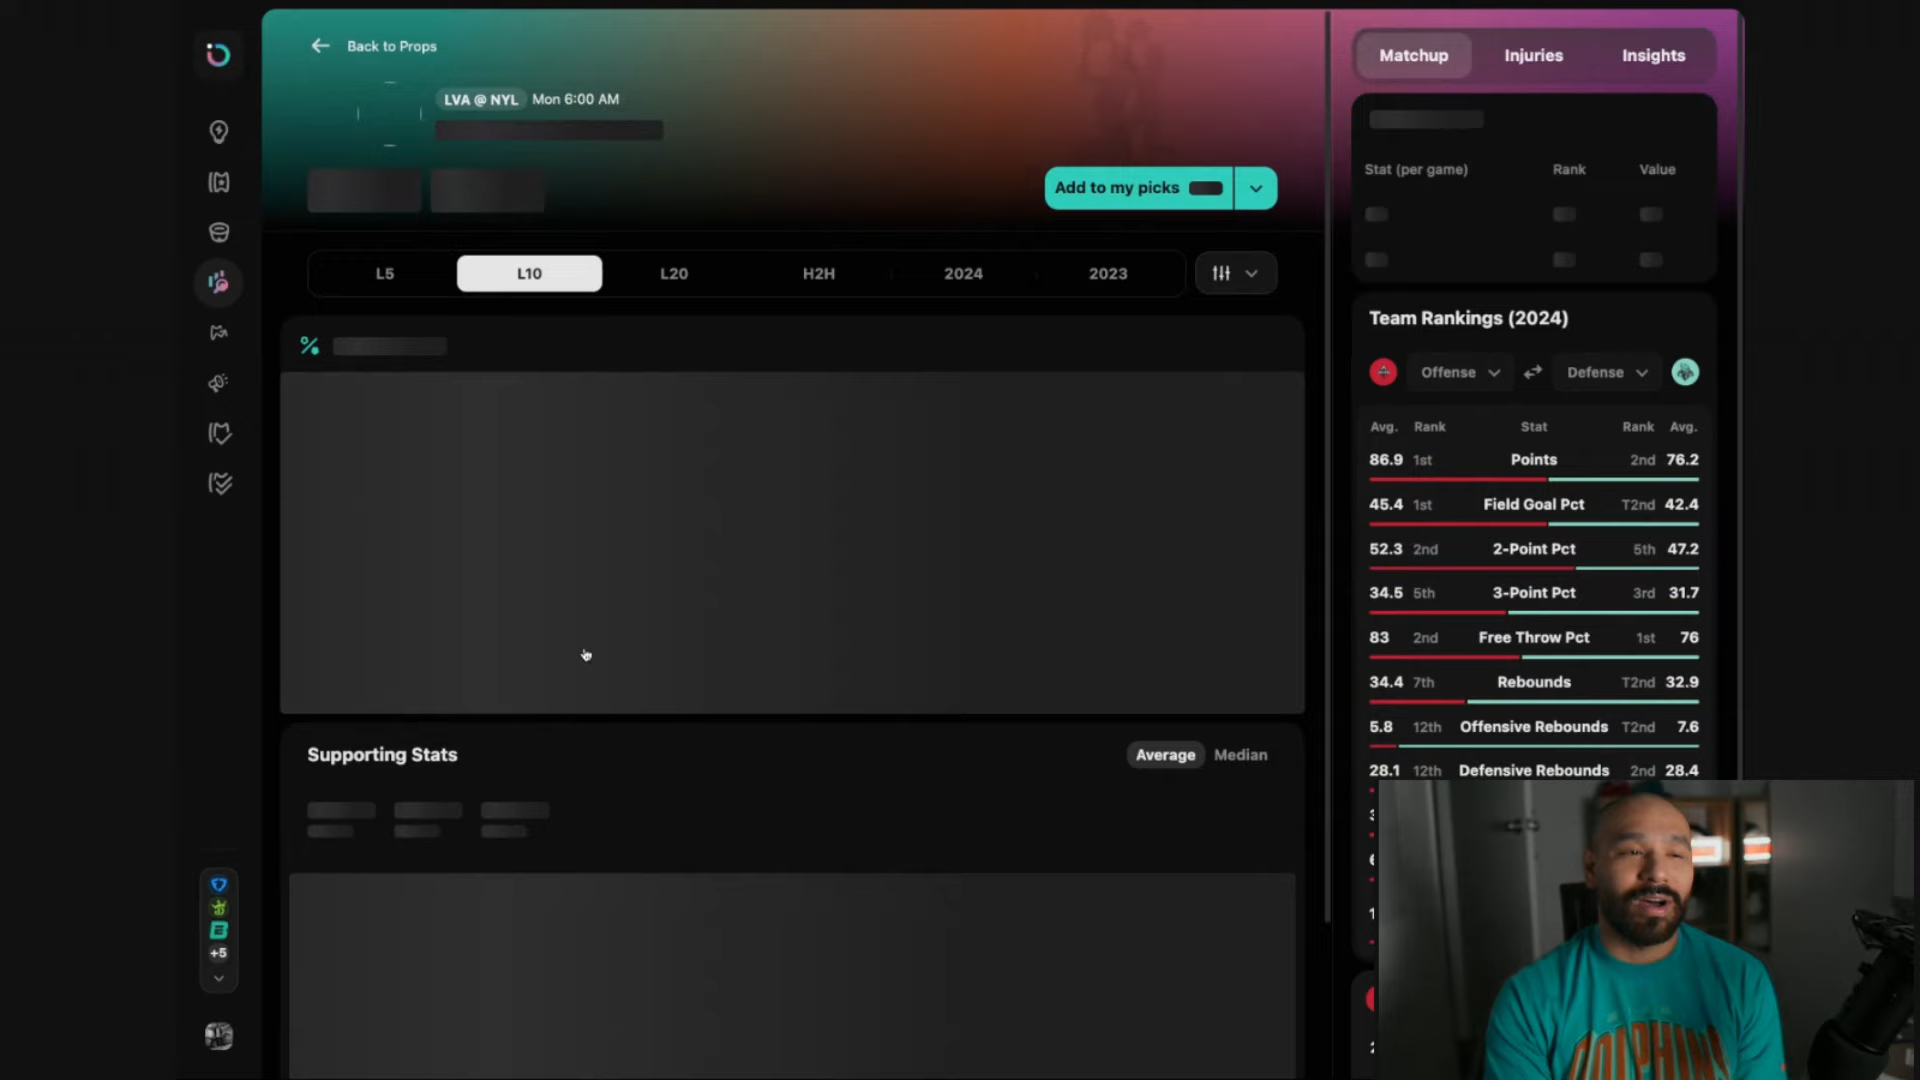 Back to Props
LVA @ NYL Mon 6:00 AM
Add to my picks
L5 L10 L20 H2H 2024 2023
Supporting Stats
Average Median
+5
Matchup Injuries Insights
Stat (per game) Rank Value
Team Rankings (2024)
Offense Defense
Avg. Rank Stat Rank Avg.
86.9 1st Points 2nd 76.2
45.4 1st Field Goal Pct T2nd 42.4
52.3 2nd 2-Point Pct 5th 47.2
34.5 5th 3-Point Pct 3rd 31.7
83 2nd Free Throw Pct 1st 76
34.4 7th Rebounds T2nd 32.9
5.8 12th Offensive Rebounds T2nd 7.6
28.1 12th Defensive Rebounds 2nd 28.4